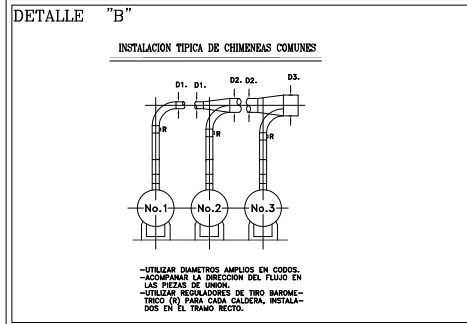 DETALLE "B"
INSTALACION TIPICA DE CHIMENEAS COMUNES
D1. D1. D2. D2. D3.
R R R
No.1 No.2 No.3
-UTILIZAR DIAMETROS AMPLIOS EN CODOS.
-ACOMPANAR LA DIRECCION DEL FLUJO EN
LAS PIEZAS DE UNION.
-UTILIZAR REGULADORES DE TIRO BAROME-
TRICO (R) PARA CADA CALDERA, INSTALA-
DOS EN EL TRAMO RECTO.